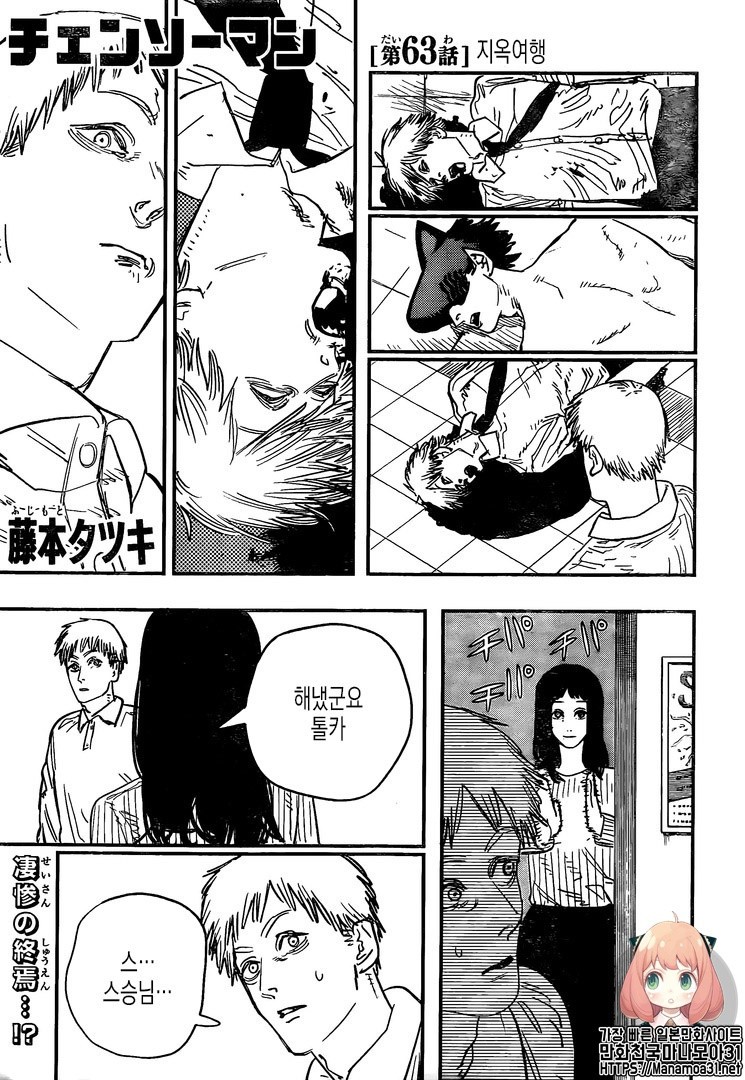 チェンソーマン
[第63話] 지옥여행
だい わ
ふじもと
藤本タツキ
チパ
チパ
チパ
해냈군요
톨카
스…
스승님…
凄惨の終焉…!?
せいさん しゅうえん
가장 빠른 일본만화사이트
만화천국마나모아31
HTTPS://Manamoa31.net